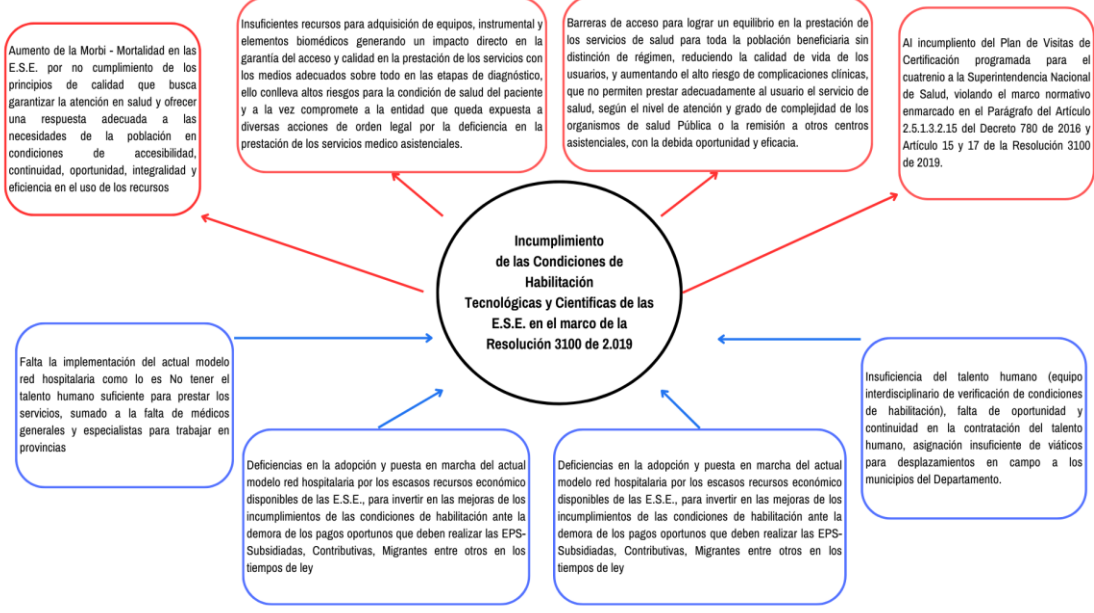 Aumento de la Morbi - Mortalidad en las
E.S.E. por no cumplimiento de los
principios de calidad que busca
garantizar la atención en salud y ofrecer
una respuesta adecuada a las
necesidades de la población en
condiciones de accesibilidad,
continuidad, oportunidad, integralidad y
eficiencia en el uso de los recursos
Insuficientes recursos para adquisición de equipos, instrumental y
elementos biomédicos generando un impacto directo en la
garantía del acceso y calidad en la prestación de los servicios con
los medios adecuados sobre todo en las etapas de diagnóstico,
ello conlleva altos riesgos para la condición de salud del paciente
y a la vez compromete a la entidad que queda expuesta a
diversas acciones de orden legal por la deficiencia en la
prestación de los servicios medico asistenciales.
Barreras de acceso para lograr un equilibrio en la prestación de
los servicios de salud para toda la población beneficiaria sin
distinción de régimen, reduciendo la calidad de vida de los
usuarios, y aumentando el alto riesgo de complicaciones clínicas,
que no permiten prestar adecuadamente al usuario el servicio de
salud, según el nivel de atención y grado de complejidad de los
organismos de salud Pública o la remisión a otros centros
asistenciales, con la debida oportunidad y eficacia.
Al incumpliento del Plan de Visitas de
Certificación programada para el
cuatrenio a la Superintendencia Nacional
de Salud, violando el marco normativo
enmarcado en el Parágrafo del Artículo
2.5.1.3.2.15 del Decreto 780 de 2016 y
Artículo 15 y 17 de la Resolución 3100
de 2019.
Incumplimiento
de las Condiciones de
Habilitación
Tecnológicas y Cientificas de las
E.S.E. en el marco de la
Resolución 3100 de 2.019
Falta la implementación del actual modelo
red hospitalaria como lo es No tener el
talento humano suficiente para prestar los
servicios, sumado a la falta de médicos
generales y especialistas para trabajar en
provincias
Deficiencias en la adopción y puesta en marcha del actual
modelo red hospitalaria por los escasos recursos económico
disponibles de las E.S.E., para invertir en las mejoras de los
incumplimientos de las condiciones de habilitación ante la
demora de los pagos oportunos que deben realizar las EPS-
Subsidiadas, Contributivas, Migrantes entre otros en los
tiempos de ley
Deficiencias en la adopción y puesta en marcha del actual
modelo red hospitalaria por los escasos recursos económico
disponibles de las E.S.E., para invertir en las mejoras de los
incumplimientos de las condiciones de habilitación ante la
demora de los pagos oportunos que deben realizar las EPS-
Subsidiadas, Contributivas, Migrantes entre otros en los
tiempos de ley
Insuficiencia del talento humano (equipo
interdisciplinario de verificación de condiciones
de habilitación), falta de oportunidad y
continuidad en la contratación del talento
humano, asignación insuficiente de viáticos
para desplazamientos en campo a los
municipios del Departamento.